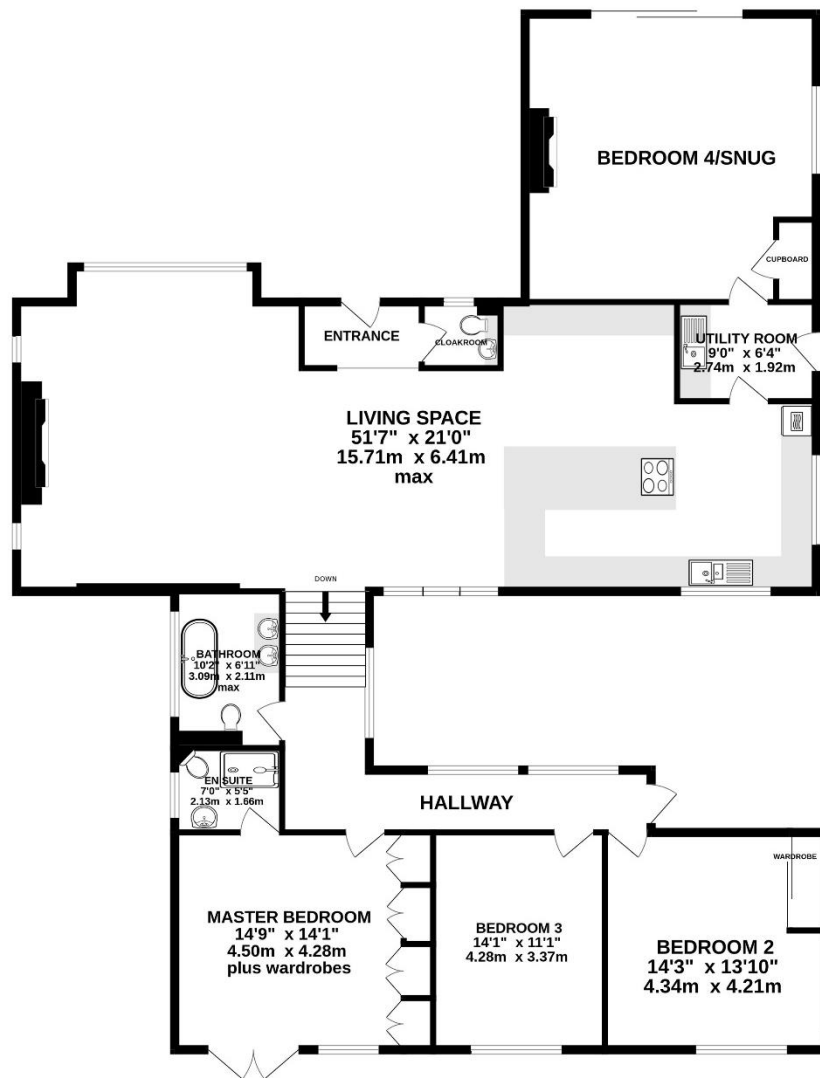 BEDROOM 4/SNUG
CUPBOARD
ENTRANCE
CLOAKROOM
UTILITY ROOM
9'0" x 6'4"
2.74m x 1.92m
LIVING SPACE
51'7" x 21'0"
15.71m x 6.41m
max
DOWN
BATHROOM
10'2" x 6'11"
3.09m x 2.11m
max
EN SUITE
7'0" x 5'5"
2.13m x 1.66m
HALLWAY
WARDROBE
MASTER BEDROOM
14'9" x 14'1"
4.50m x 4.28m
plus wardrobes
BEDROOM 3
14'1" x 11'1"
4.28m x 3.37m
BEDROOM 2
14'3" x 13'10"
4.34m x 4.21m